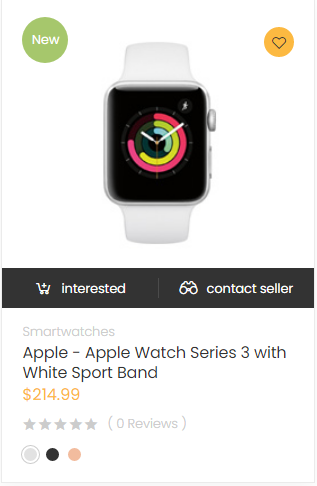 New
interested
contact seller
Smartwatches
Apple - Apple Watch Series 3 with
White Sport Band
$214.99
( 0 Reviews )